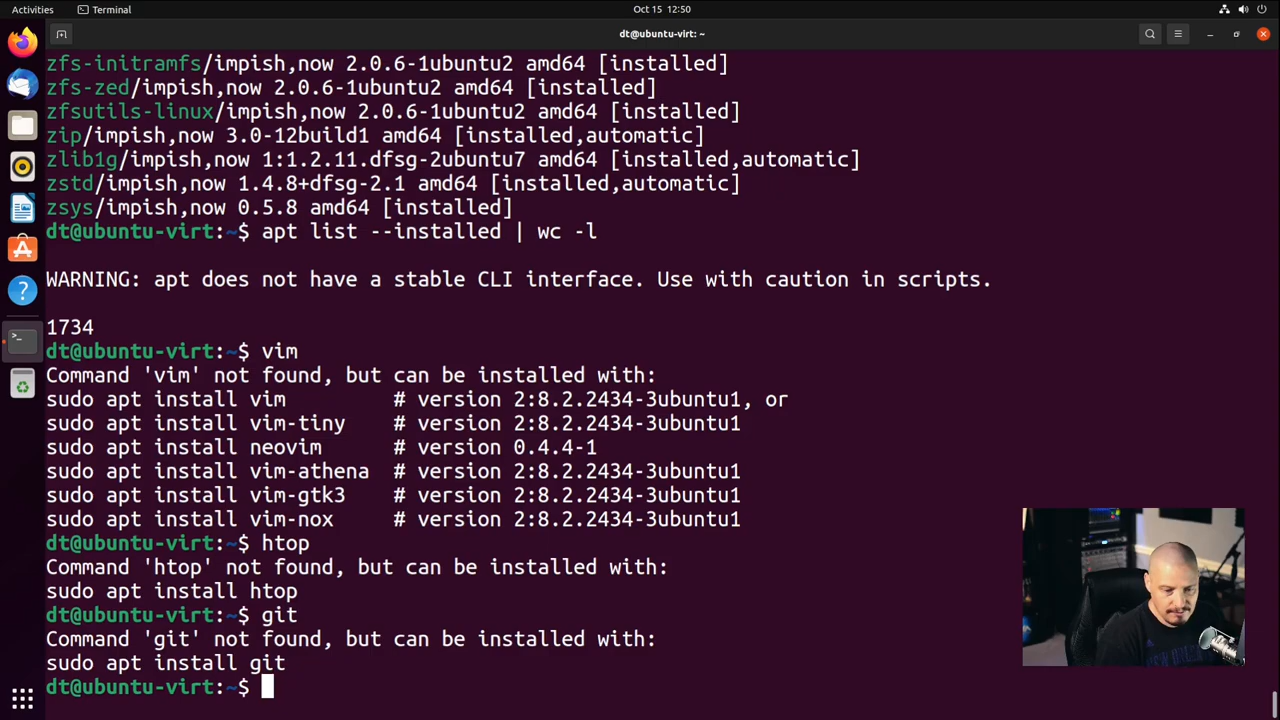 Activities
Terminal
Oct 15 12:50
dt@ubuntu-virt: ~
zfs-initramfs/impish,now 2.0.6-1ubuntu2 amd64 [installed]
zfs-zed/impish,now 2.0.6-1ubuntu2 amd64 [installed]
zfsutils-linux/impish,now 2.0.6-1ubuntu2 amd64 [installed]
zip/impish,now 3.0-12build1 amd64 [installed,automatic]
zlib1g/impish,now 1:1.2.11.dfsg-2ubuntu7 amd64 [installed,automatic]
zstd/impish,now 1.4.8+dfsg-2.1 amd64 [installed,automatic]
zsys/impish,now 0.5.8 amd64 [installed]
dt@ubuntu-virt:~$ apt list --installed | wc -l
WARNING: apt does not have a stable CLI interface. Use with caution in scripts.
1734
dt@ubuntu-virt:~$ vim
Command 'vim' not found, but can be installed with:
sudo apt install vim # version 2:8.2.2434-3ubuntu1, or
sudo apt install vim-tiny # version 2:8.2.2434-3ubuntu1
sudo apt install neovim # version 0.4.4-1
sudo apt install vim-athena # version 2:8.2.2434-3ubuntu1
sudo apt install vim-gtk3 # version 2:8.2.2434-3ubuntu1
sudo apt install vim-nox # version 2:8.2.2434-3ubuntu1
dt@ubuntu-virt:~$ htop
Command 'htop' not found, but can be installed with:
sudo apt install htop
dt@ubuntu-virt:~$ git
Command 'git' not found, but can be installed with:
sudo apt install git
dt@ubuntu-virt:~$